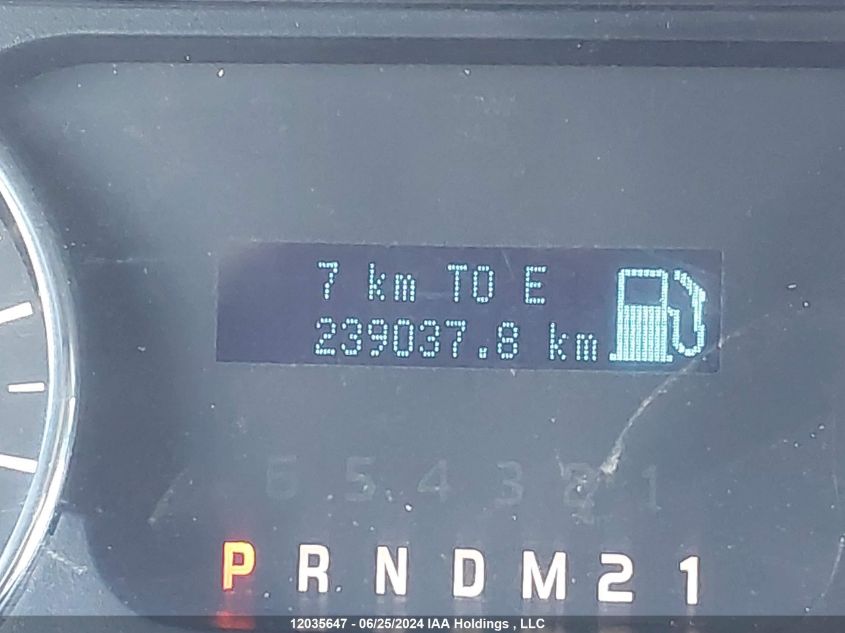 7 km TO E
239037.8 km
6 5 4 3 2 1
P R N D M 2 1
12035647 - 06/25/2024 IAA Holdings , LLC